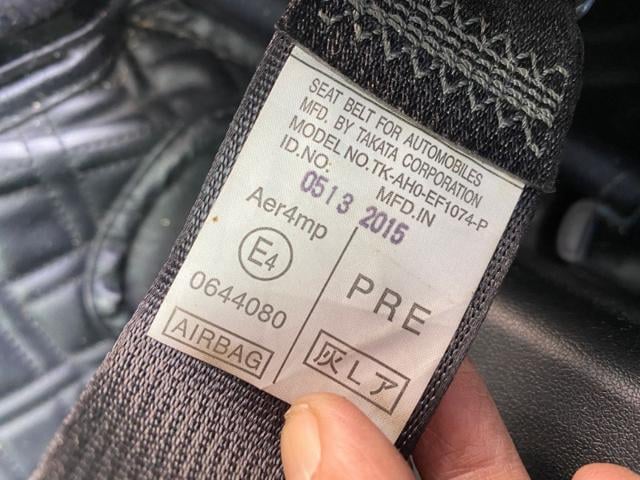 SEAT BELT FOR AUTOMOBILES
MFD. BY TAKATA CORPORATION
MODEL NO.TK-AH0-EF1074-P
ID.NO. MFD.IN
0513 2015
Aer4mp
E4
0644080
AIRBAG
PRE
灰Lア